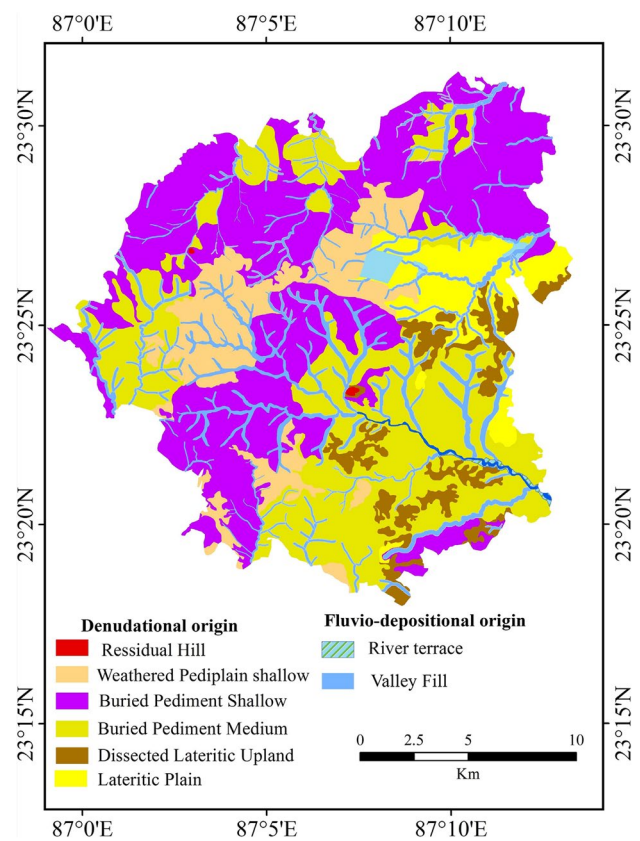 87°0'E 87°5'E 87°10'E
23°30'N 23°30'N
23°25'N 23°25'N
23°20'N 23°20'N
23°15'N 23°15'N
Denudational origin
Ressidual Hill
Weathered Pediplain shallow
Buried Pediment Shallow
Buried Pediment Medium
Dissected Lateritic Upland
Lateritic Plain
Fluvio-depositional origin
River terrace
Valley Fill
0 2.5 5 10
Km
87°0'E 87°5'E 87°10'E